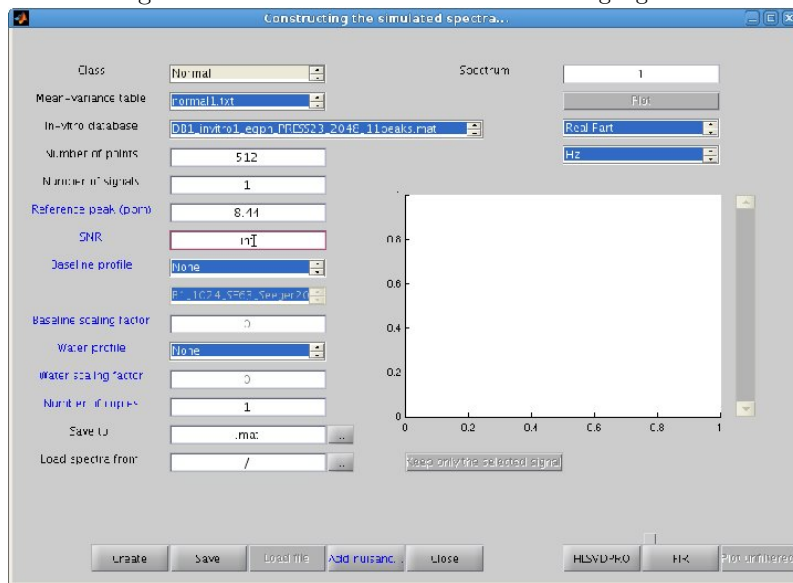 Constructing the simulated spectra...
Class
Normal
Spectrum
1
Mean-variance table
normal1.txt
Plot
In-vitro database
DB1_invitro1_eqph_PRESS23_2048_11peaks.mat
Real Part
Number of points
512
Hz
Number of signals
1
Reference peak (ppm)
8.44
SNR
inf
Baseline profile
None
Baseline scaling factor
0
Water profile
None
Water scaling factor
0
Number of copies
1
Save to
.mat
..
Load spectra from
/
..
0.8
0.6
0.4
0.2
0
0 0.2 0.4 0.6 0.8 1
Keep only the selected signal
Create
Save
Load file
Add nuisanc...
Close
HLSVDPRO
FIR
Plot unfiltered